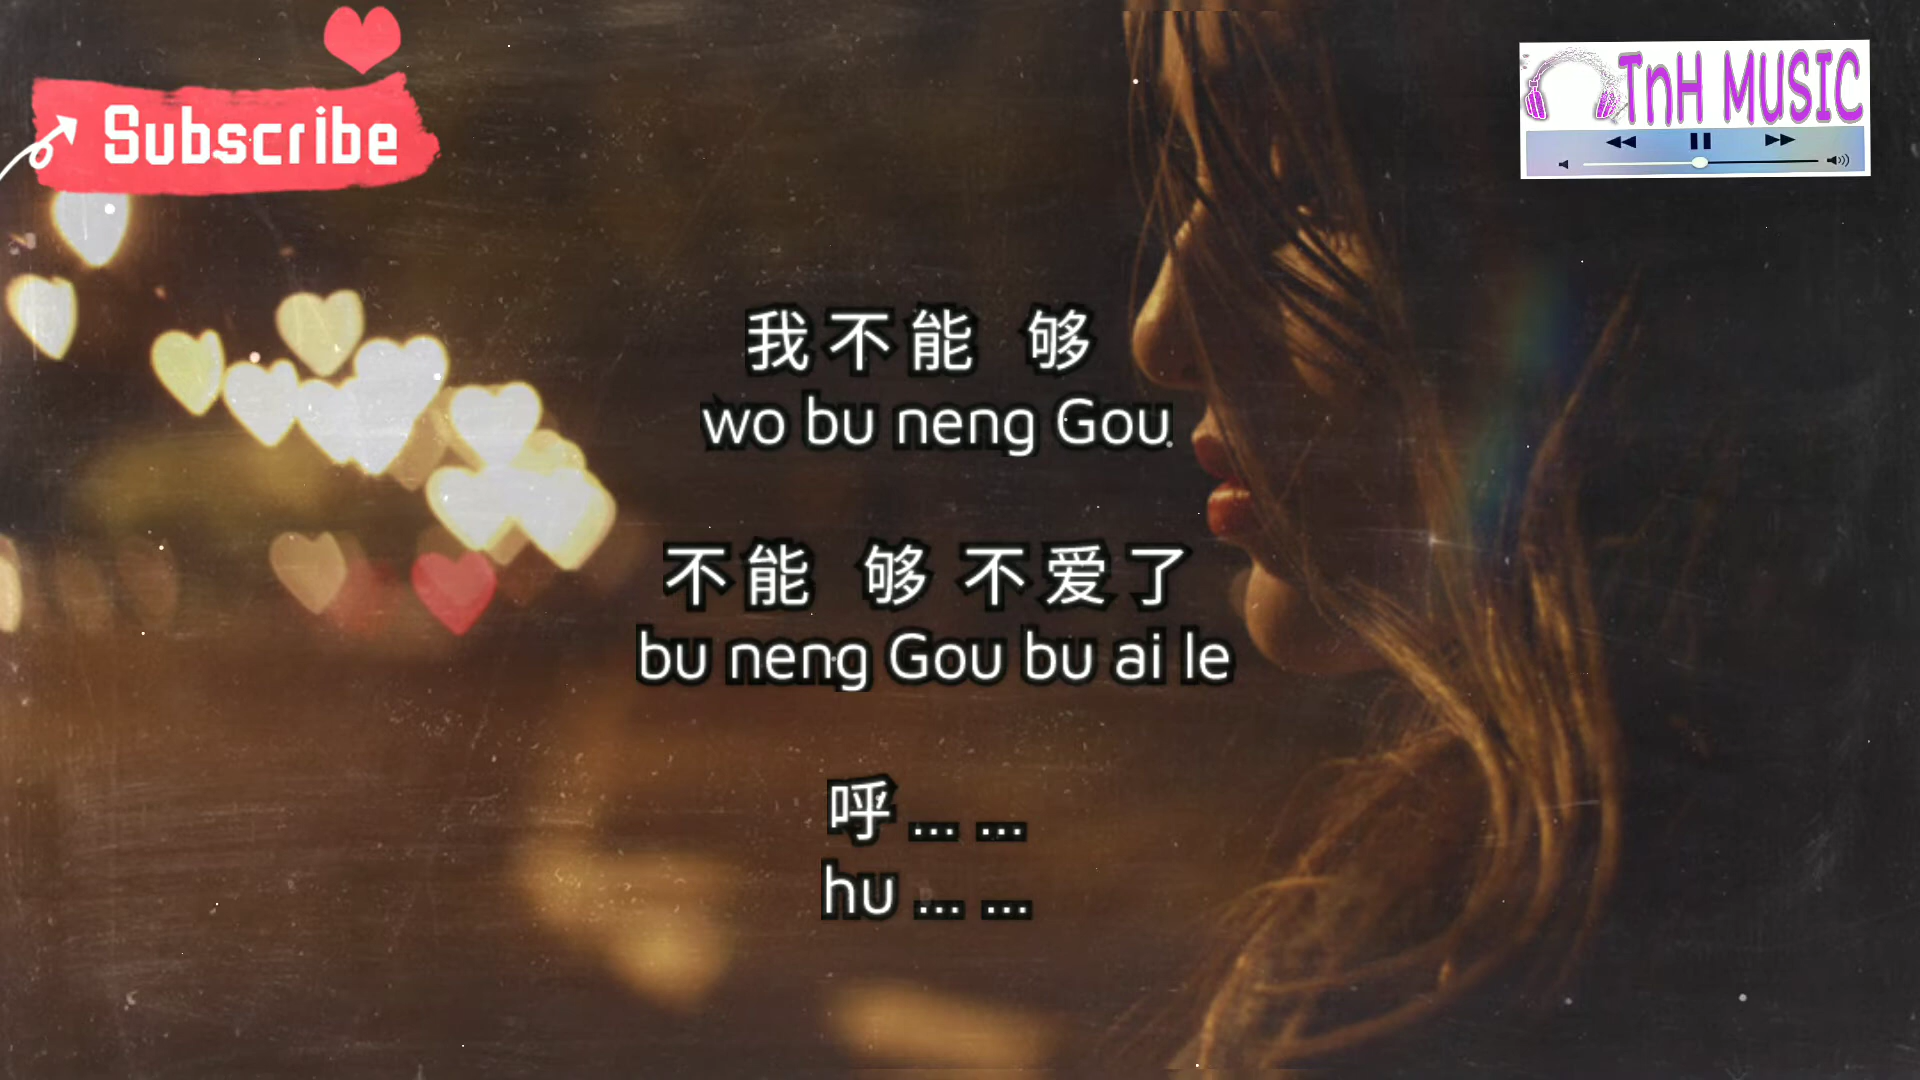 Subscribe
TnH MUSIC
我不能 够
wo bu neng Gou
不能 够 不爱了
bu neng Gou bu ai le
呼... ...
hu ... ...